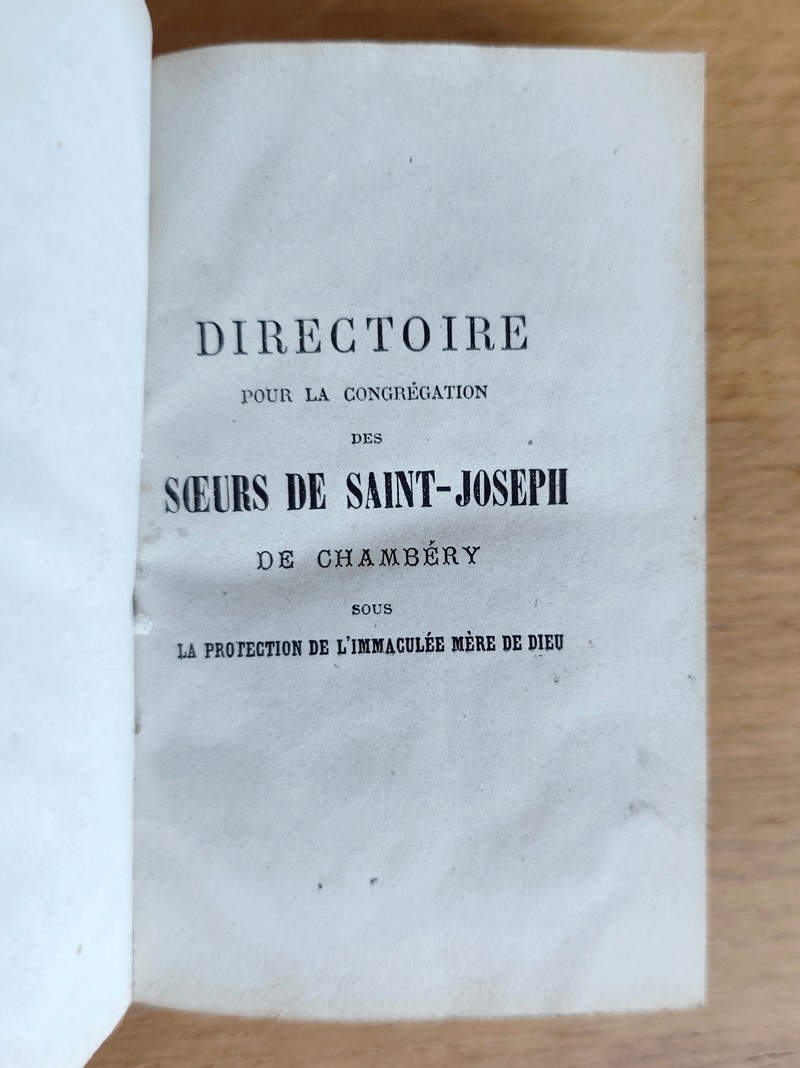 DIRECTOIRE
POUR LA CONGRÉGATION
DES
SŒURS DE SAINT-JOSEPH
DE CHAMBÉRY
SOUS
LA PROTECTION DE L'IMMACULÉE MÈRE DE DIEU